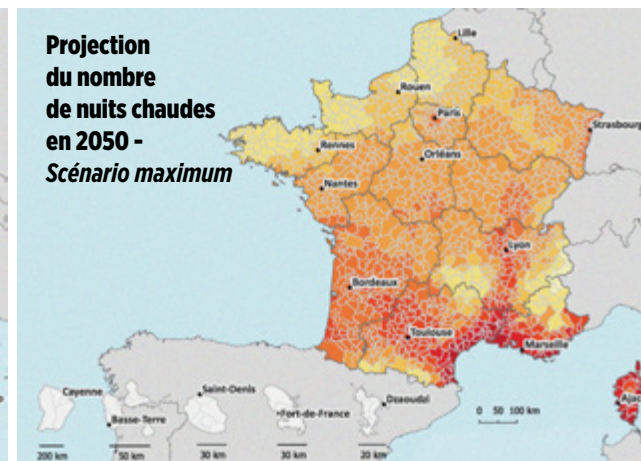 Projection
du nombre
de nuits chaudes
en 2050 -
Scénario maximum
Lille
Rouen
Paris
Strasbourg
Rennes
Orléans
Nantes
Lyon
Bordeaux
Toulouse
Marseille
Cayenne
Basse-Terre
Saint-Denis
Fort-de-France
Dzaoudzi
0 50 100 km
Ajac
200 km
50 km
30 km
30 km
20 km